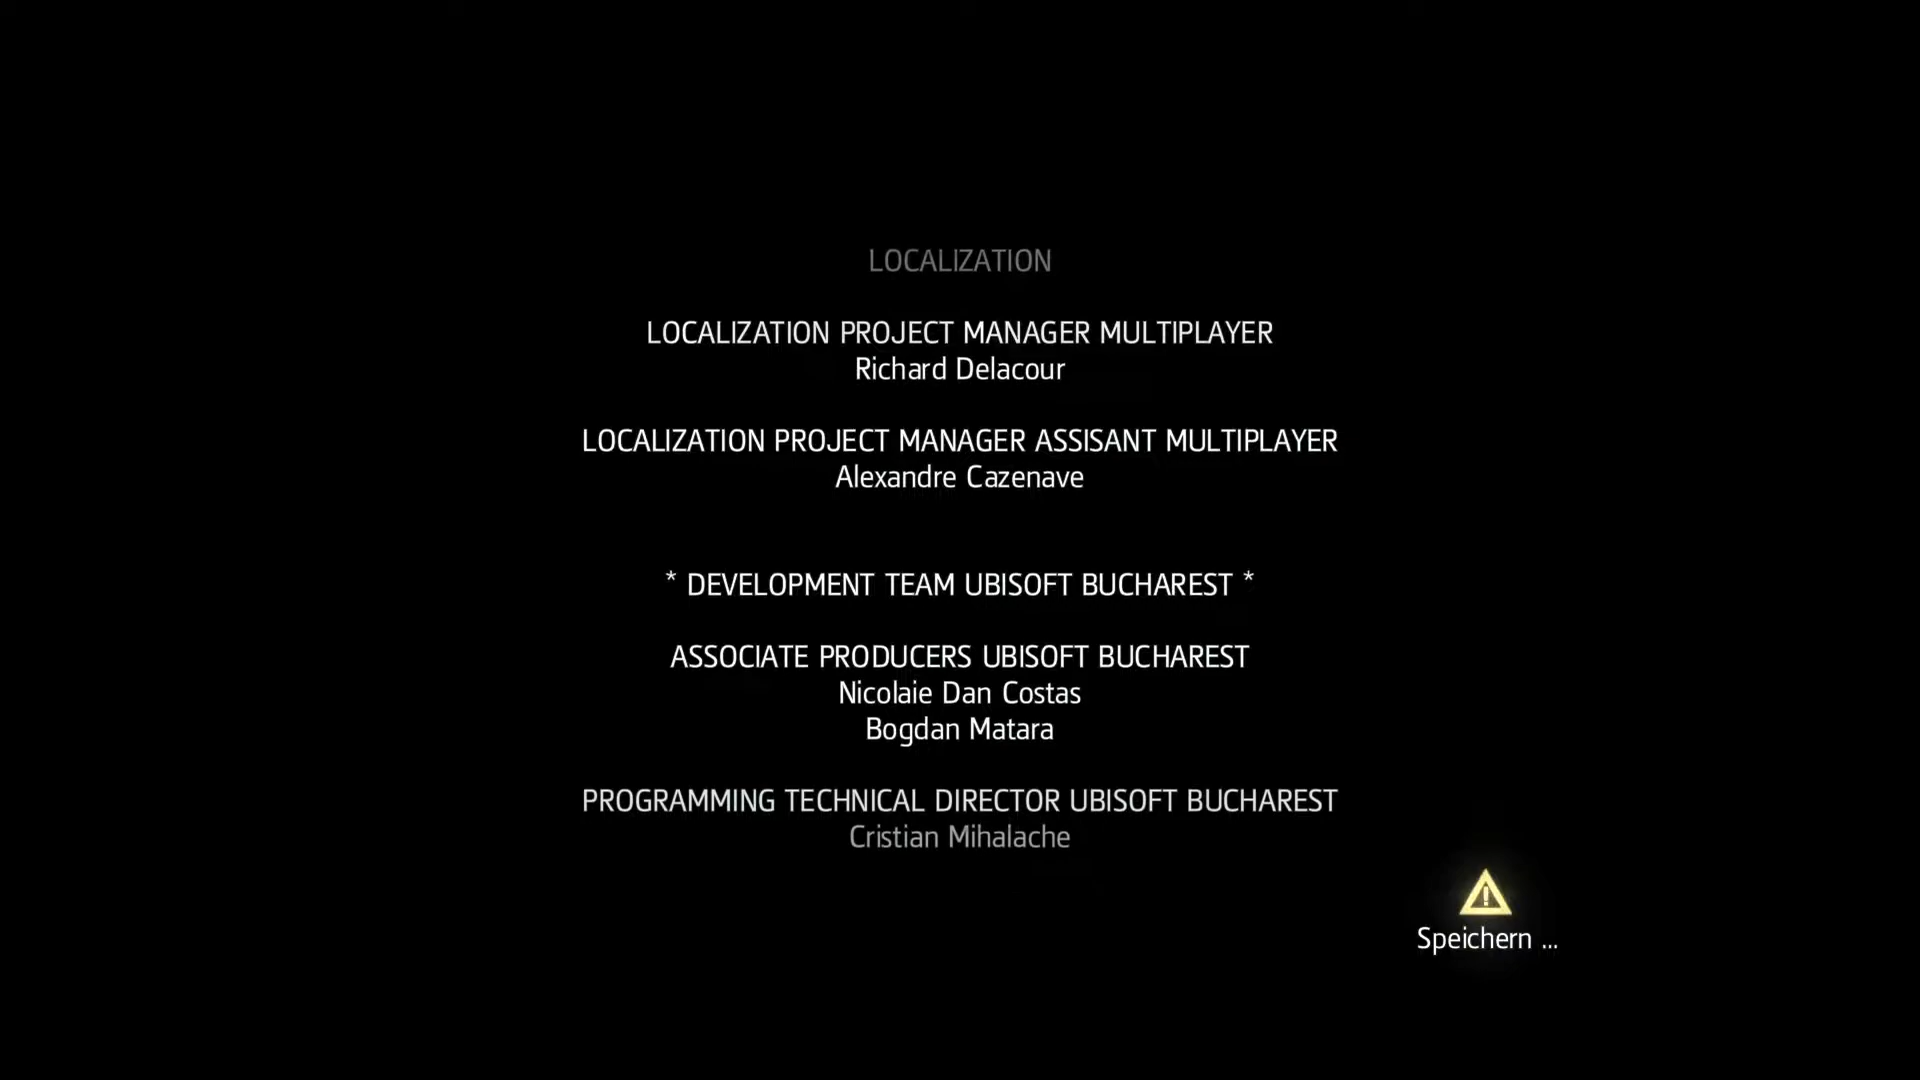 LOCALIZATION
LOCALIZATION PROJECT MANAGER MULTIPLAYER
Richard Delacour
LOCALIZATION PROJECT MANAGER ASSISANT MULTIPLAYER
Alexandre Cazenave
* DEVELOPMENT TEAM UBISOFT BUCHAREST *
ASSOCIATE PRODUCERS UBISOFT BUCHAREST
Nicolaie Dan Costas
Bogdan Matara
PROGRAMMING TECHNICAL DIRECTOR UBISOFT BUCHAREST
Cristian Mihalache
Speichern ...